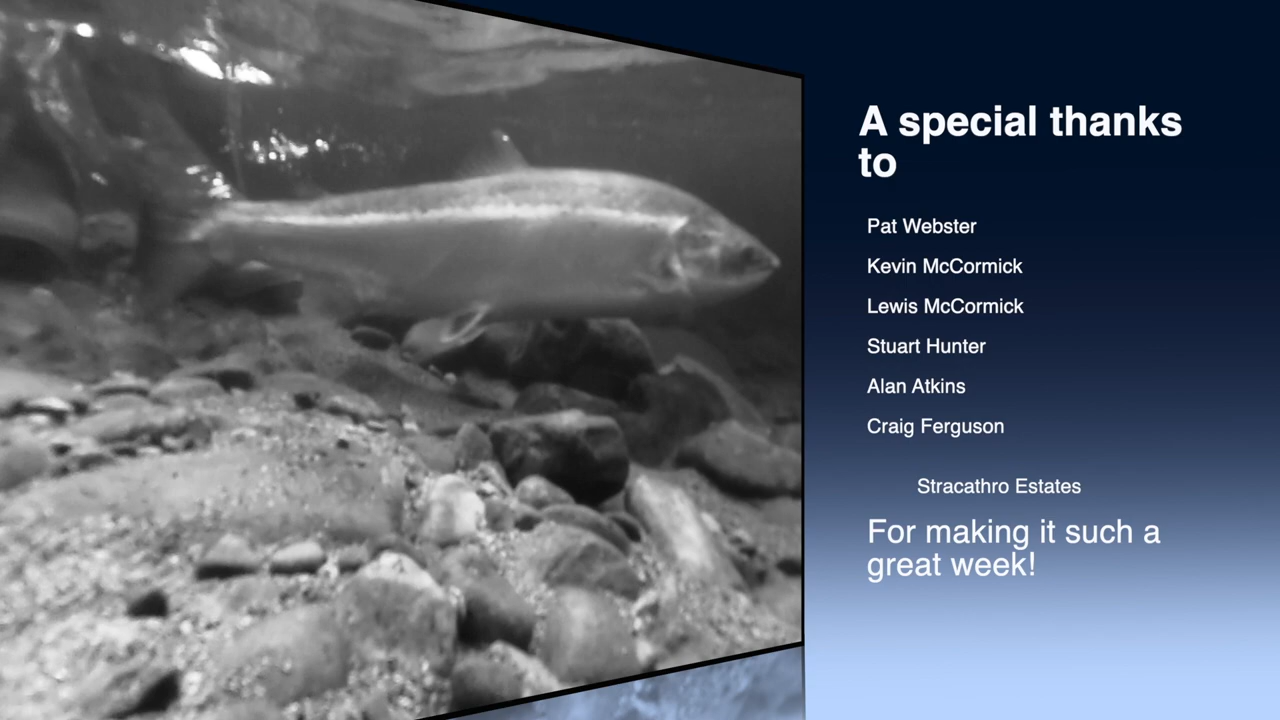 A special thanks
to
Pat Webster
Kevin McCormick
Lewis McCormick
Stuart Hunter
Alan Atkins
Craig Ferguson
Stracathro Estates
For making it such a
great week!